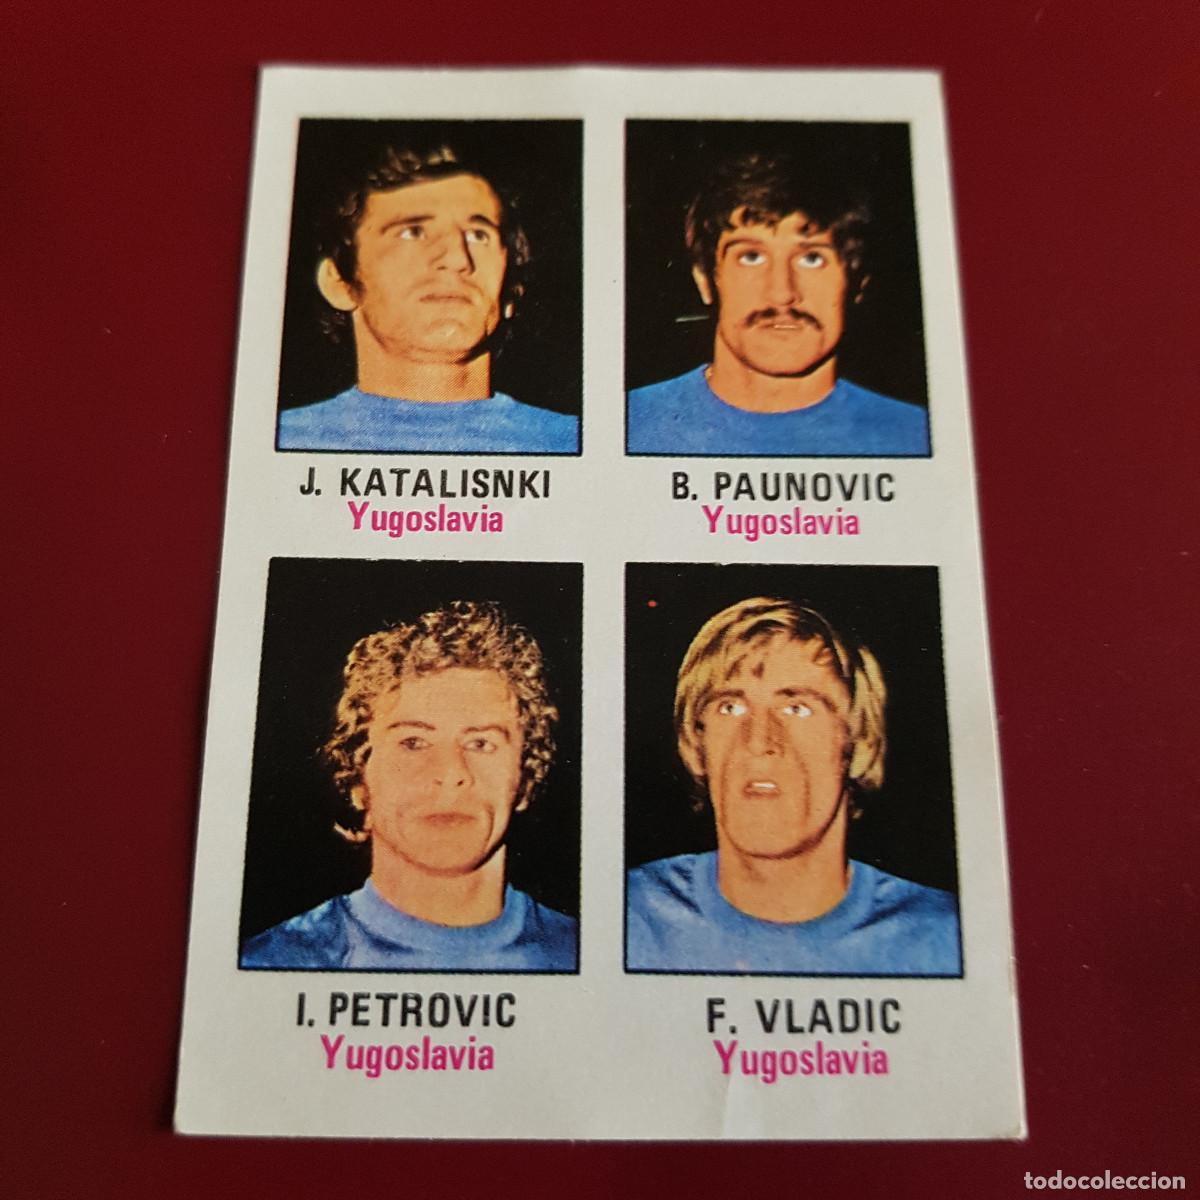 J. KATALISNKI
Yugoslavia
B. PAUNOVIC
Yugoslavia
I. PETROVIC
Yugoslavia
F. VLADIC
Yugoslavia
todocoleccion